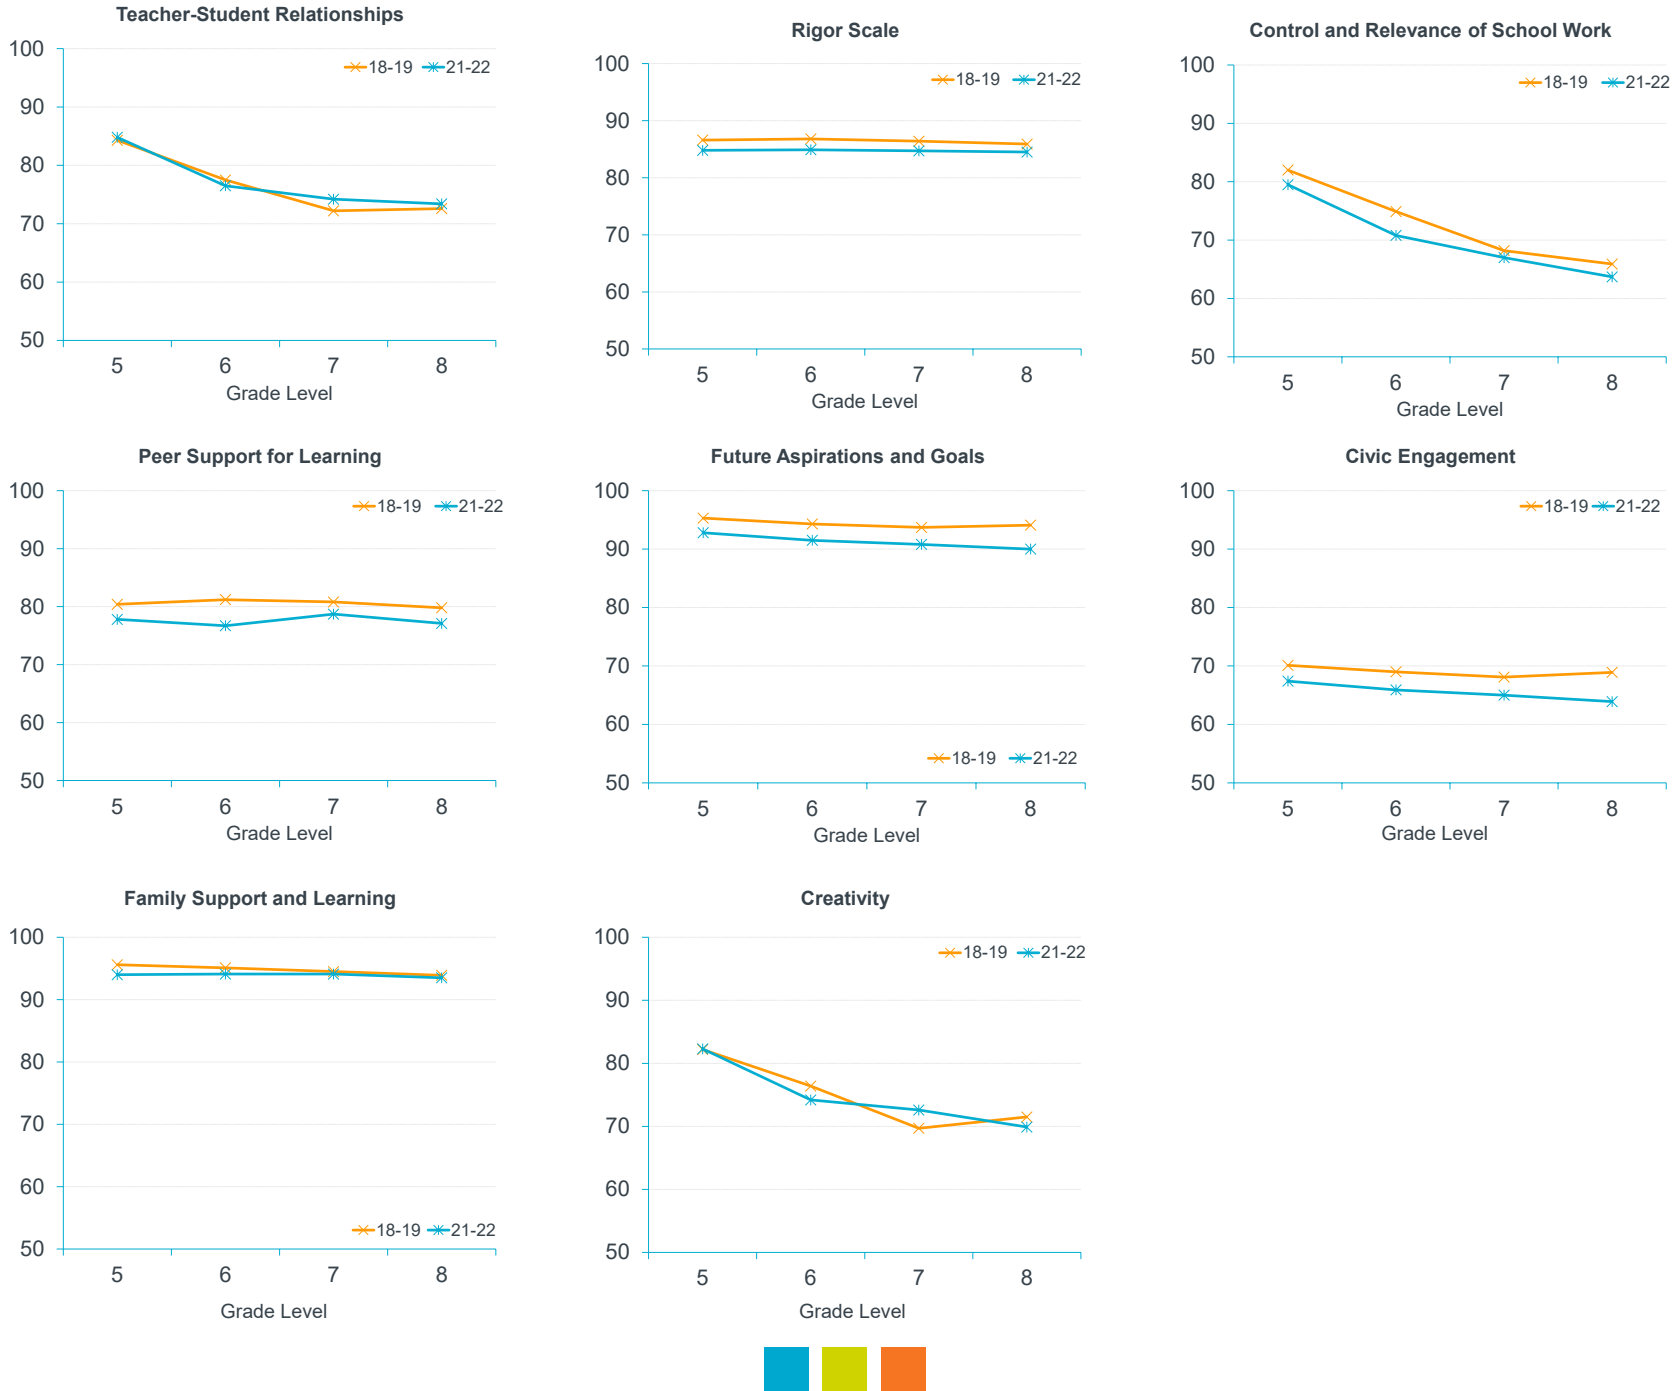 Teacher-Student Relationships
100
90
80
70
60
50
18-19 21-22
5 6 7 8
Grade Level
Rigor Scale
100
90
80
70
60
50
18-19 21-22
5 6 7 8
Grade Level
Control and Relevance of School Work
100
90
80
70
60
50
18-19 21-22
5 6 7 8
Grade Level
Peer Support for Learning
100
90
80
70
60
50
18-19 21-22
5 6 7 8
Grade Level
Future Aspirations and Goals
100
90
80
70
60
50
18-19 21-22
5 6 7 8
Grade Level
Civic Engagement
100
90
80
70
60
50
18-19 21-22
5 6 7 8
Grade Level
Family Support and Learning
100
90
80
70
60
50
18-19 21-22
5 6 7 8
Grade Level
Creativity
100
90
80
70
60
50
18-19 21-22
5 6 7 8
Grade Level